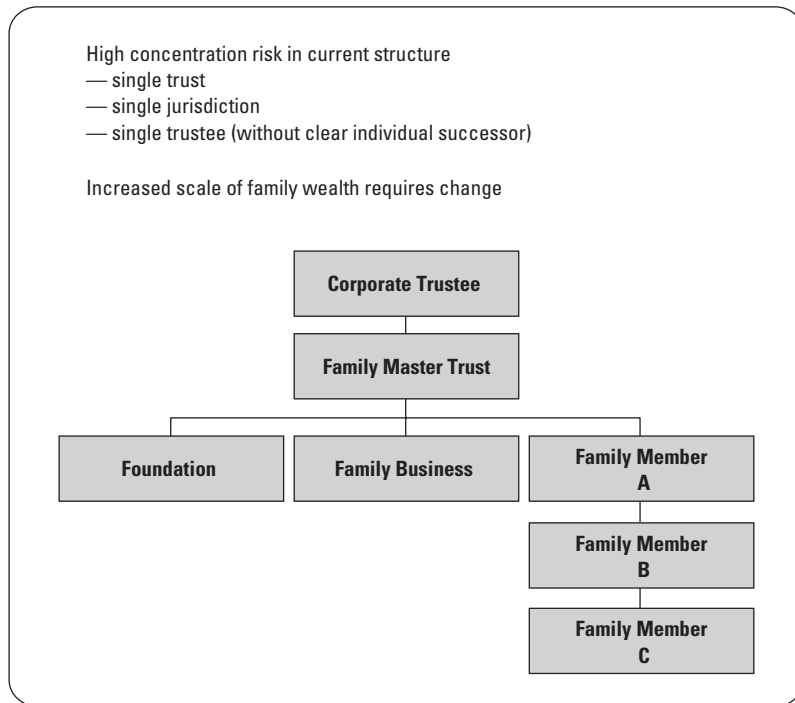 High concentration risk in current structure
— single trust
— single jurisdiction
— single trustee (without clear individual successor)
Increased scale of family wealth requires change
Corporate Trustee
Family Master Trust
Foundation
Family Business
Family Member
A
Family Member
B
Family Member
C